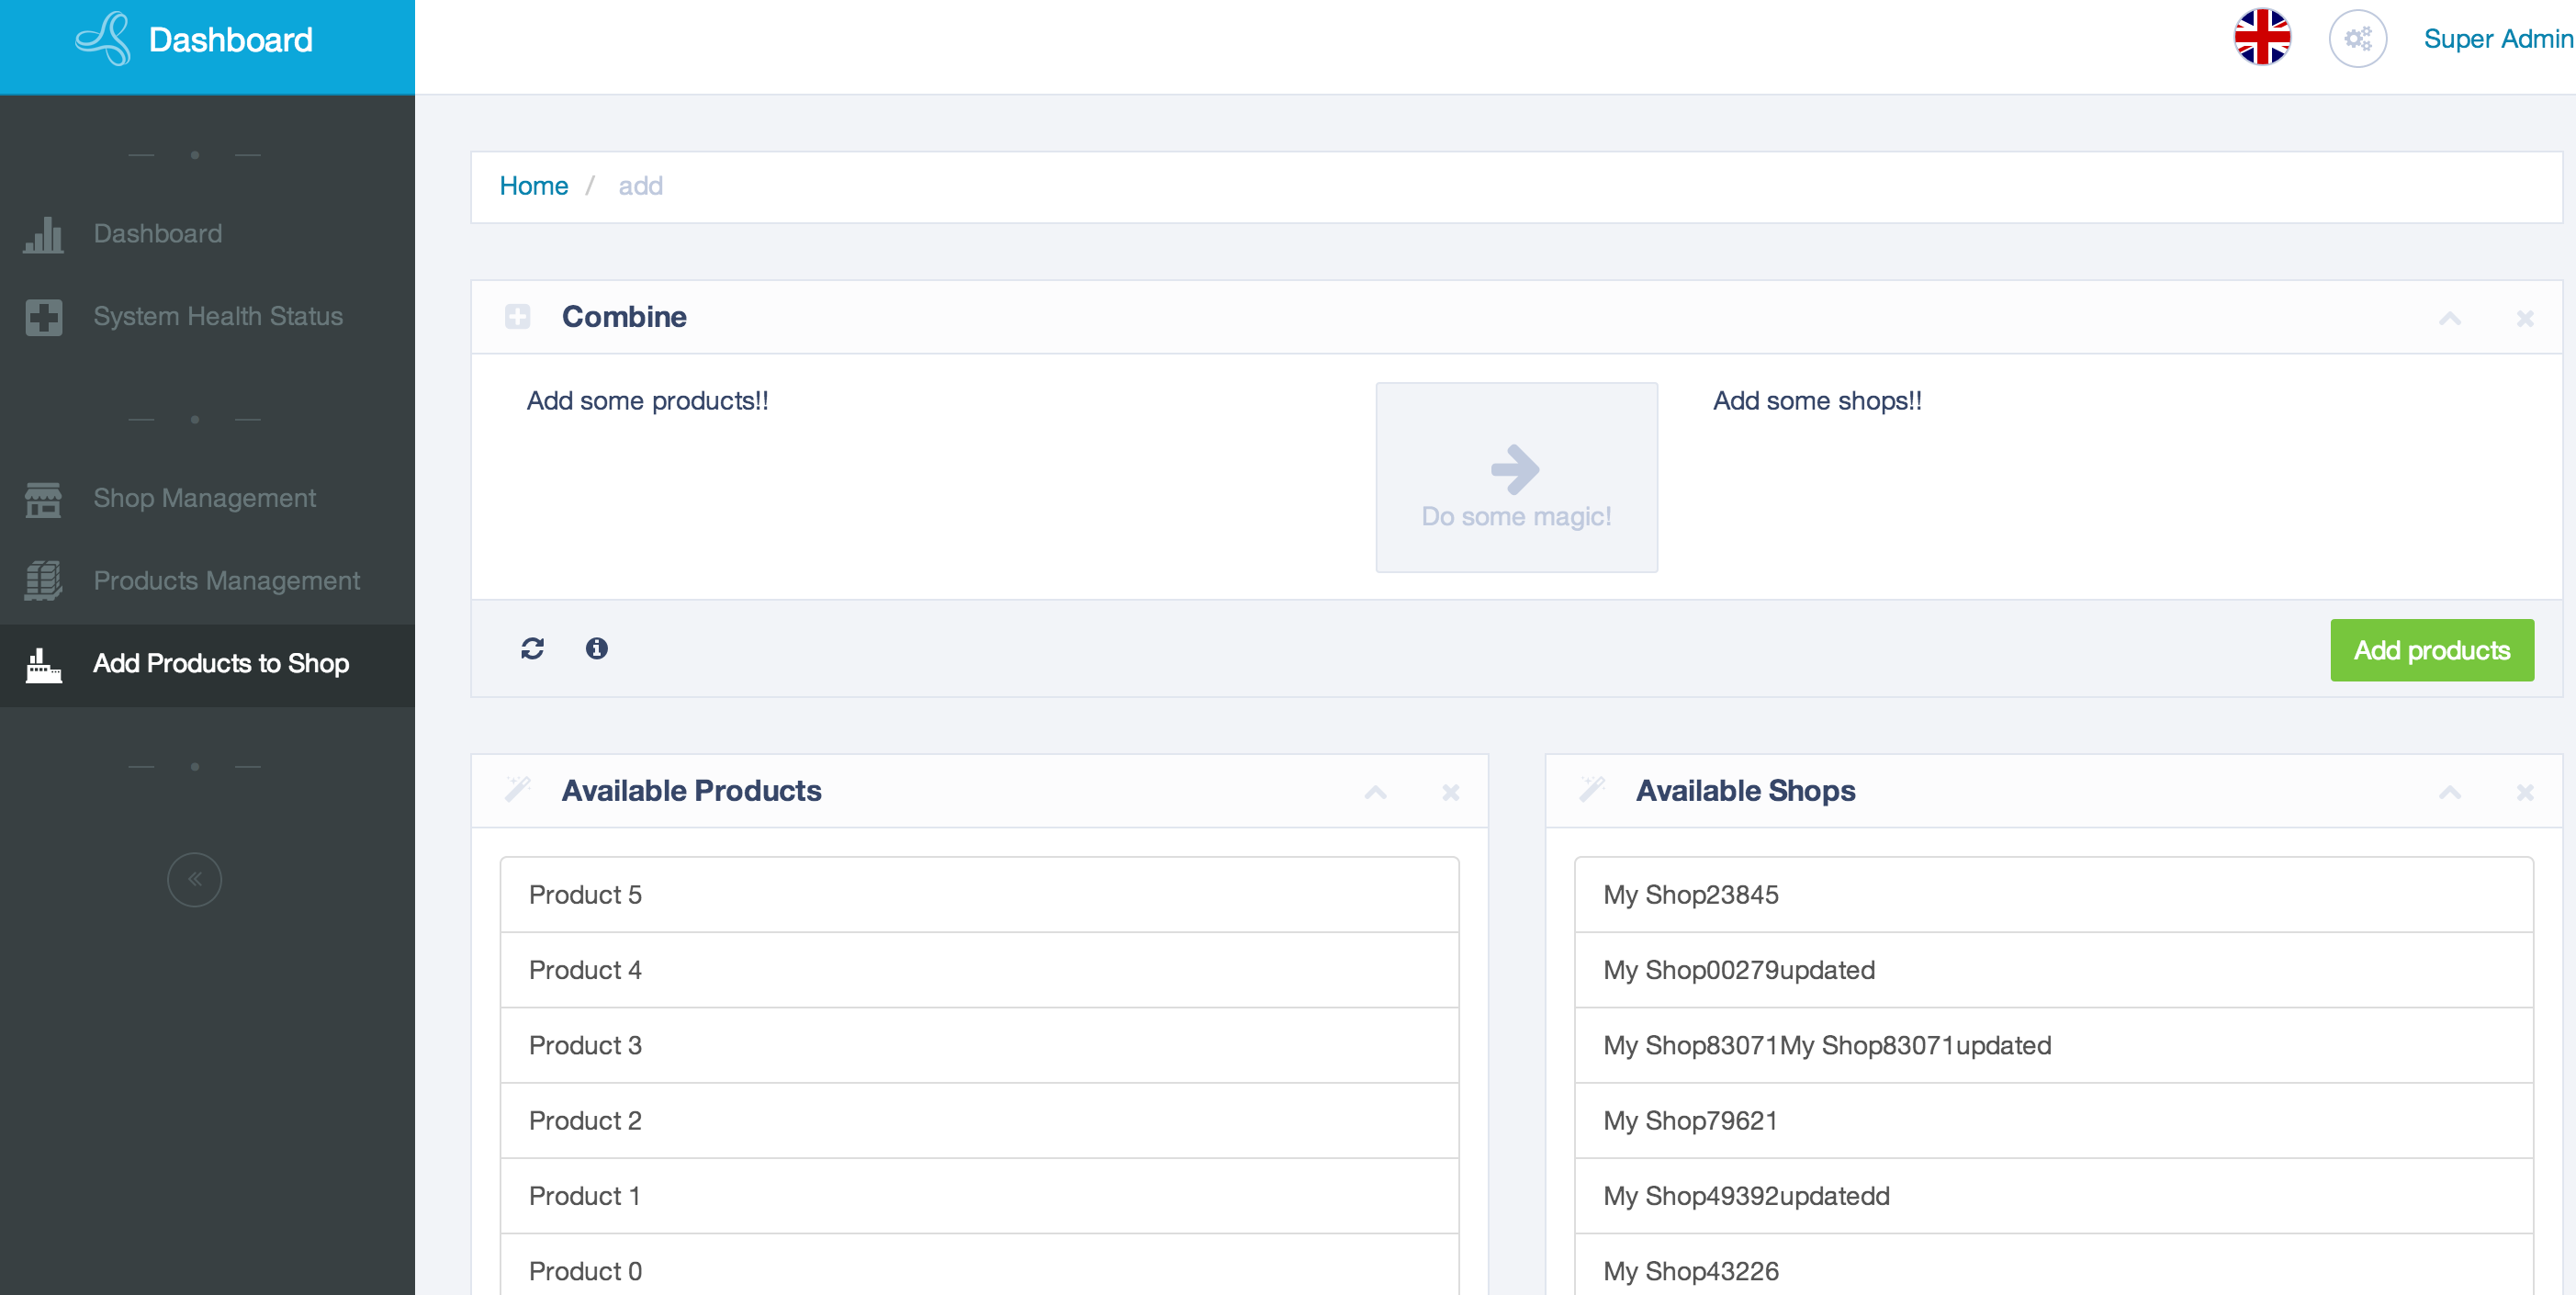 Dashboard
Super Admin
Dashboard
System Health Status
Shop Management
Products Management
Add Products to Shop
Home / add
Combine
Add some products!!
Do some magic!
Add some shops!!
Add products
Available Products
Product 5
Product 4
Product 3
Product 2
Product 1
Product 0
Available Shops
My Shop23845
My Shop00279updated
My Shop83071My Shop83071updated
My Shop79621
My Shop49392updatedd
My Shop43226